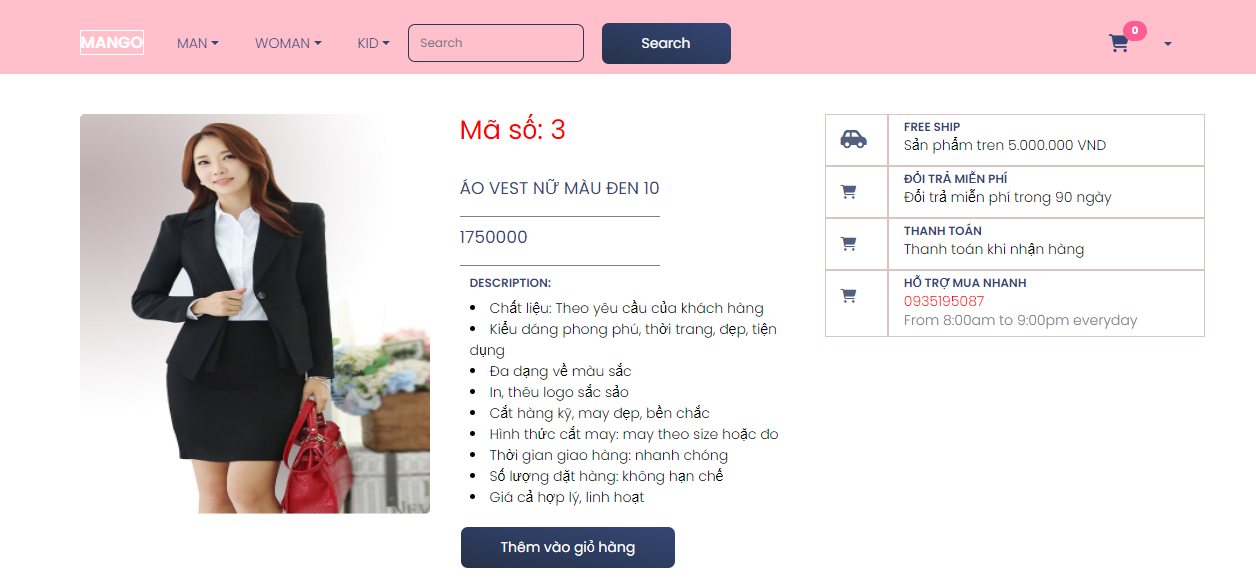 MANGO
MAN
WOMAN
KID
Search
Search
0
Mã số: 3
ÁO VEST NỮ MÀU ĐEN 10
1750000
DESCRIPTION:
Chất liệu: Theo yêu cầu của khách hàng
Kiểu dáng phong phú, thời trang, đẹp, tiện
dụng
Đa dạng về màu sắc
In, thêu logo sắc sảo
Cắt hàng kỹ, may đẹp, bền chắc
Hình thức cắt may: may theo size hoặc đo
Thời gian giao hàng: nhanh chóng
Số lượng đặt hàng: không hạn chế
Giá cả hợp lý, linh hoạt
Thêm vào giỏ hàng
FREE SHIP
Sản phẩm tren 5.000.000 VND
ĐỔI TRẢ MIỄN PHÍ
Đổi trả miễn phí trong 90 ngày
THANH TOÁN
Thanh toán khi nhận hàng
HỖ TRỢ MUA NHANH
0935195087
From 8:00am to 9:00pm everyday